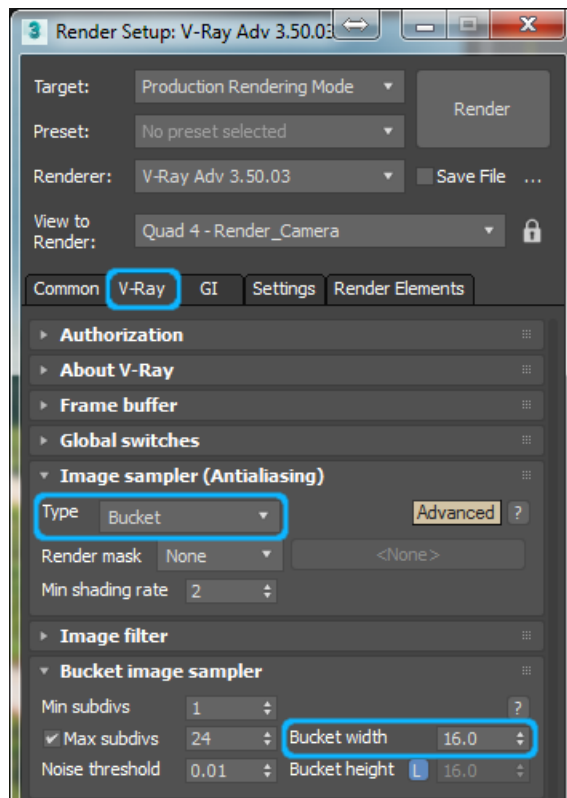 3 Render Setup: V-Ray Adv 3.50.03
Target: Production Rendering Mode
Render
Preset: No preset selected
Renderer: V-Ray Adv 3.50.03 Save File ...
View to
Render: Quad 4 - Render_Camera
Common V-Ray GI Settings Render Elements
Authorization
About V-Ray
Frame buffer
Global switches
Image sampler (Antialiasing)
Type Bucket Advanced ?
Render mask None <None>
Min shading rate 2
Image filter
Bucket image sampler
Min subdivs 1 ?
Max subdivs 24 Bucket width 16.0
Noise threshold 0.01 Bucket height L 16.0